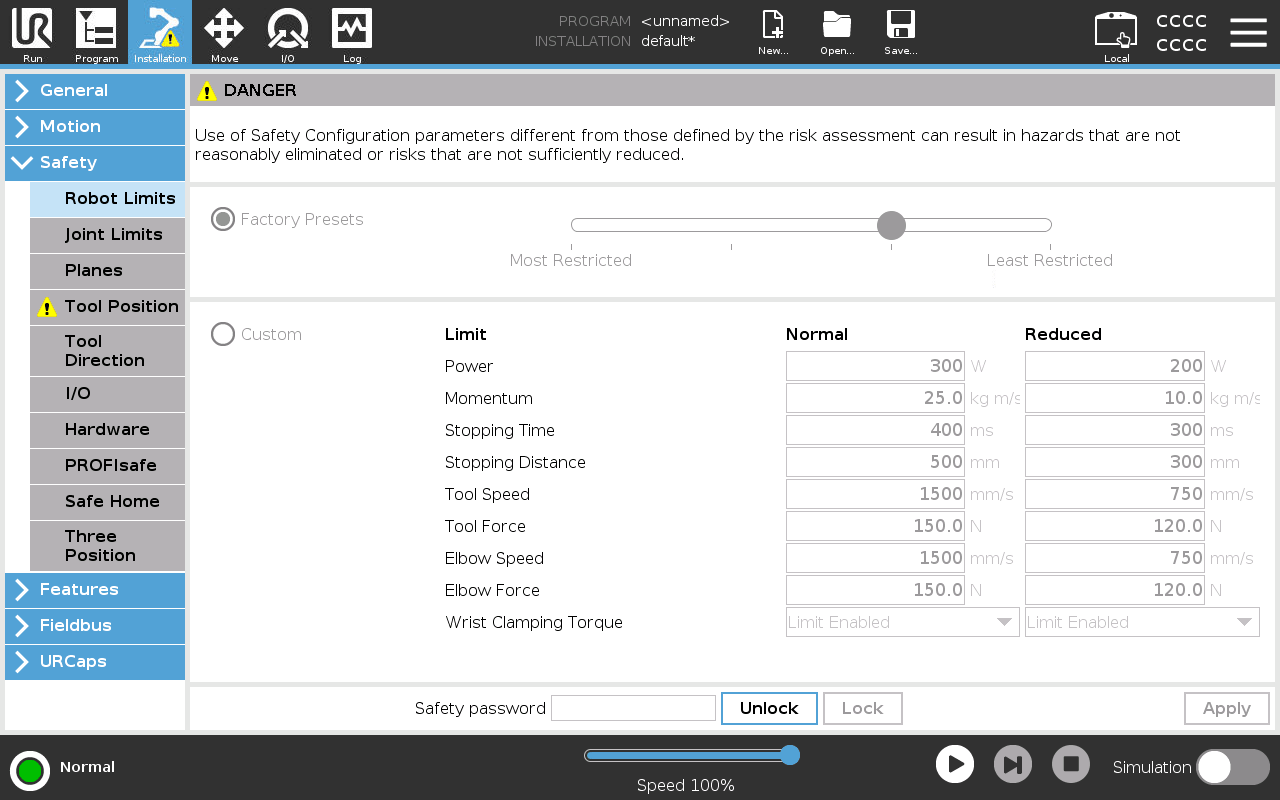 UR
Run
Program
Installation
Move
I/O
Log
PROGRAM <unnamed>
INSTALLATION default*
New...
Open...
Save...
Local
CCCC
CCCC
General
Motion
Safety
Robot Limits
Joint Limits
Planes
Tool Position
Tool
Direction
I/O
Hardware
PROFIsafe
Safe Home
Three
Position
Features
Fieldbus
URCaps
DANGER
Use of Safety Configuration parameters different from those defined by the risk assessment can result in hazards that are not
reasonably eliminated or risks that are not sufficiently reduced.
Factory Presets
Most Restricted
Least Restricted
Custom
Limit Normal Reduced
Power 300 W 200 W
Momentum 25.0 kg m/s 10.0 kg m/s
Stopping Time 400 ms 300 ms
Stopping Distance 500 mm 300 mm
Tool Speed 1500 mm/s 750 mm/s
Tool Force 150.0 N 120.0 N
Elbow Speed 1500 mm/s 750 mm/s
Elbow Force 150.0 N 120.0 N
Wrist Clamping Torque Limit Enabled Limit Enabled
Safety password Unlock Lock Apply
Normal
Speed 100%
Simulation